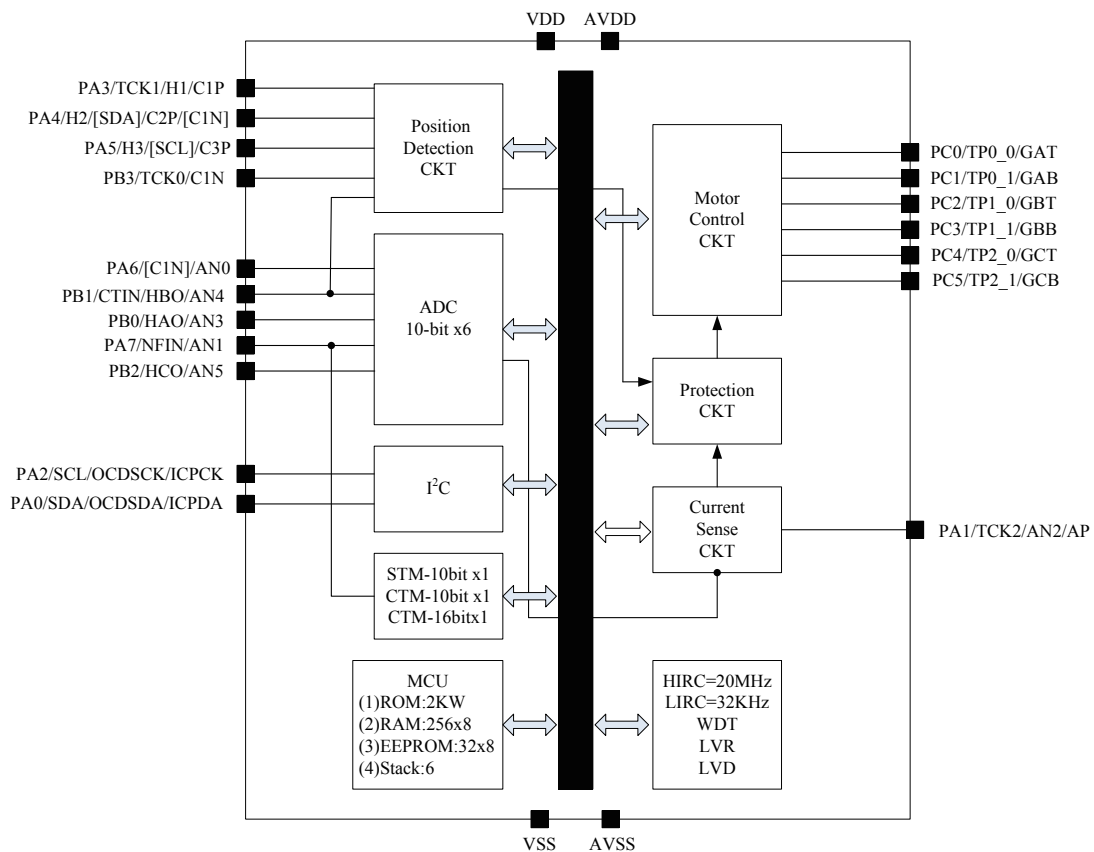 VDD
AVDD
PA3/TCK1/H1/C1P
PA4/H2/[SDA]/C2P/[C1N]
PA5/H3/[SCL]/C3P
PB3/TCK0/C1N
Position
Detection
CKT
PA6/[C1N]/AN0
PB1/CTIN/HBO/AN4
PB0/HAO/AN3
PA7/NFIN/AN1
PB2/HCO/AN5
ADC
10-bit x6
PA2/SCL/OCDSCK/ICPCK
PA0/SDA/OCDSDA/ICPDA
I²C
STM-10bit x1
CTM-10bit x1
CTM-16bitx1
MCU
(1)ROM:2KW
(2)RAM:256x8
(3)EEPROM:32x8
(4)Stack:6
Motor
Control
CKT
PC0/TP0_0/GAT
PC1/TP0_1/GAB
PC2/TP1_0/GBT
PC3/TP1_1/GBB
PC4/TP2_0/GCT
PC5/TP2_1/GCB
Protection
CKT
Current
Sense
CKT
PA1/TCK2/AN2/AP
HIRC=20MHz
LIRC=32KHz
WDT
LVR
LVD
VSS
AVSS